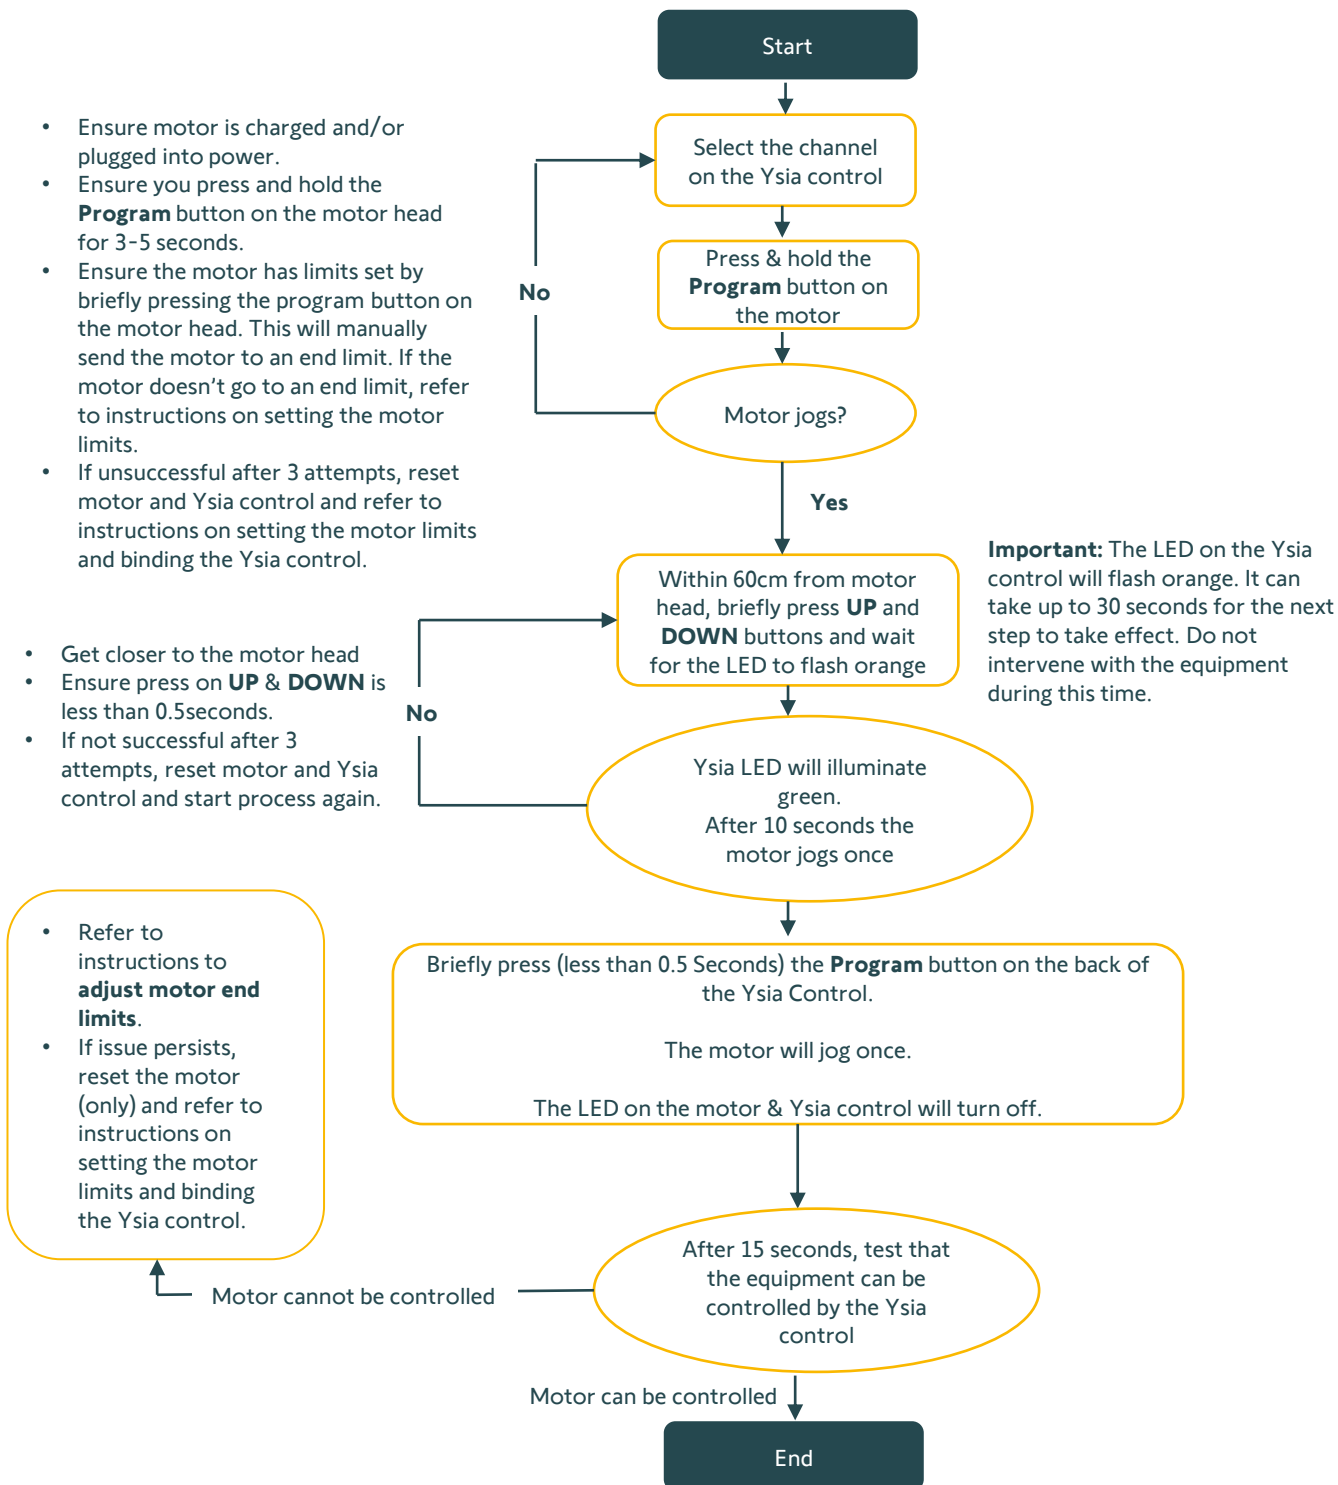 Start
• Ensure motor is charged and/or
plugged into power.
• Ensure you press and hold the
Program button on the motor head
for 3-5 seconds.
• Ensure the motor has limits set by
briefly pressing the program button on
the motor head. This will manually
send the motor to an end limit. If the
motor doesn't go to an end limit, refer
to instructions on setting the motor
limits.
• If unsuccessful after 3 attempts, reset
motor and Ysia control and refer to
instructions on setting the motor limits
and binding the Ysia control.
Select the channel
on the Ysia control
Press & hold the
Program button on
the motor
No
Motor jogs?
Yes
Within 60cm from motor
head, briefly press UP and
DOWN buttons and wait
for the LED to flash orange
Important: The LED on the Ysia
control will flash orange. It can
take up to 30 seconds for the next
step to take effect. Do not
intervene with the equipment
during this time.
• Get closer to the motor head
• Ensure press on UP & DOWN is
less than 0.5seconds.
• If not successful after 3
attempts, reset motor and Ysia
control and start process again.
No
Ysia LED will illuminate
green.
After 10 seconds the
motor jogs once
• Refer to
instructions to
adjust motor end
limits.
• If issue persists,
reset the motor
(only) and refer to
instructions on
setting the motor
limits and binding
the Ysia control.
Briefly press (less than 0.5 Seconds) the Program button on the back of
the Ysia Control.
The motor will jog once.
The LED on the motor & Ysia control will turn off.
After 15 seconds, test that
the equipment can be
controlled by the Ysia
control
Motor cannot be controlled
Motor can be controlled
End